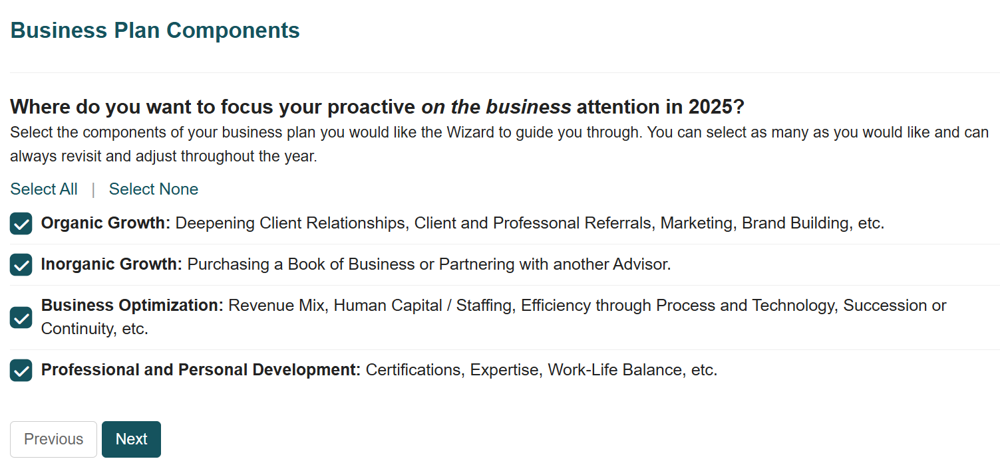 Business Plan Components
Where do you want to focus your proactive on the business attention in 2025?
Select the components of your business plan you would like the Wizard to guide you through. You can select as many as you would like and can
always revisit and adjust throughout the year.
Select All | Select None
Organic Growth: Deepening Client Relationships, Client and Professonal Referrals, Marketing, Brand Building, etc.
Inorganic Growth: Purchasing a Book of Business or Partnering with another Advisor.
Business Optimization: Revenue Mix, Human Capital / Staffing, Efficiency through Process and Technology, Succession or
Continuity, etc.
Professional and Personal Development: Certifications, Expertise, Work-Life Balance, etc.
Previous Next